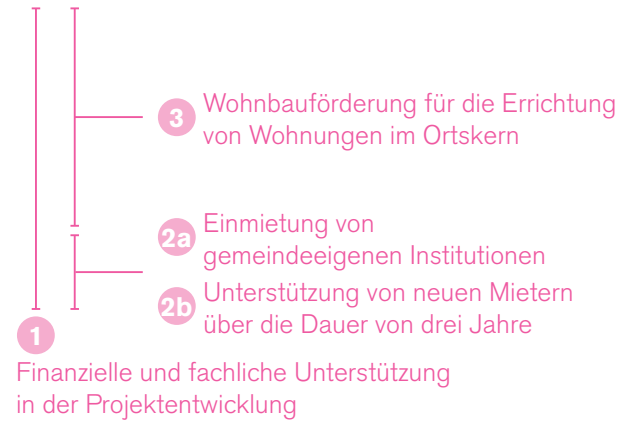 3 Wohnbauförderung für die Errichtung
von Wohnungen im Ortskern
2a Einmietung von
gemeindeeigenen Institutionen
2b Unterstützung von neuen Mietern
über die Dauer von drei Jahre
1
Finanzielle und fachliche Unterstützung
in der Projektentwicklung